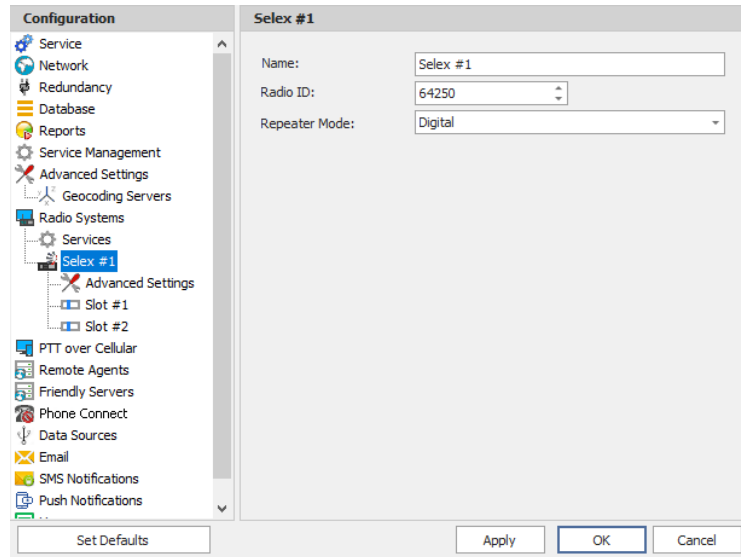 Configuration
Service
Network
Redundancy
Database
Reports
Service Management
Advanced Settings
Geocoding Servers
Radio Systems
Services
Selex #1
Advanced Settings
Slot #1
Slot #2
PTT over Cellular
Remote Agents
Friendly Servers
Phone Connect
Data Sources
Email
SMS Notifications
Push Notifications
Set Defaults
Selex #1
Name: Selex #1
Radio ID: 64250
Repeater Mode: Digital
Apply OK Cancel